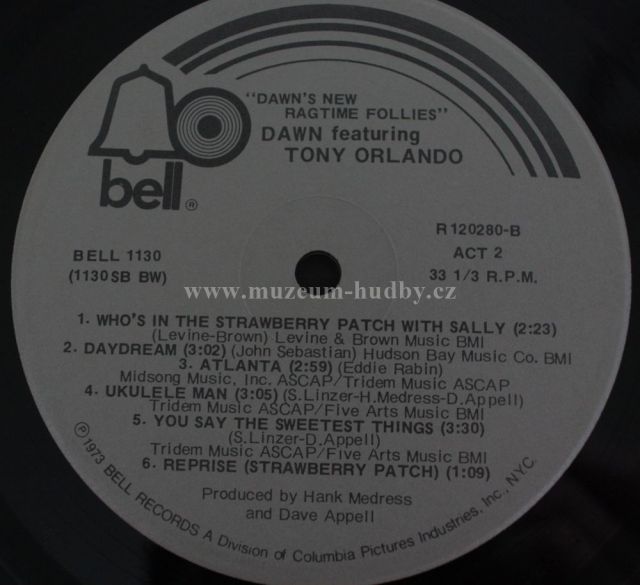 "DAWN'S NEW
RAGTIME FOLLIES"
DAWN featuring
TONY ORLANDO
bell®
BELL 1130
(1130 SB BW)
R 120280-B
ACT 2
33 1/3 R.P.M.
www.muzeum-hudby.cz
1. WHO'S IN THE STRAWBERRY PATCH WITH SALLY (2:23)
(Levine-Brown) Levine & Brown Music BMI
2. DAYDREAM (3:02) (John Sebastian) Hudson Bay Music Co. BMI
3. ATLANTA (2:59) (Eddie Rabin)
Midsong Music, Inc. ASCAP/Tridem Music ASCAP
4. UKULELE MAN (3:05) (S.Linzer-H.Medress-D.Appell)
Tridem Music ASCAP/Five Arts Music BMI
5. YOU SAY THE SWEETEST THINGS (3:30)
(S.Linzer-D.Appell)
Tridem Music ASCAP/Five Arts Music BMI
6. REPRISE (STRAWBERRY PATCH) (1:09)
Produced by Hank Medress
and Dave Appell
℗1973 BELL RECORDS A Division of Columbia Pictures Industries, Inc., N.Y.C.